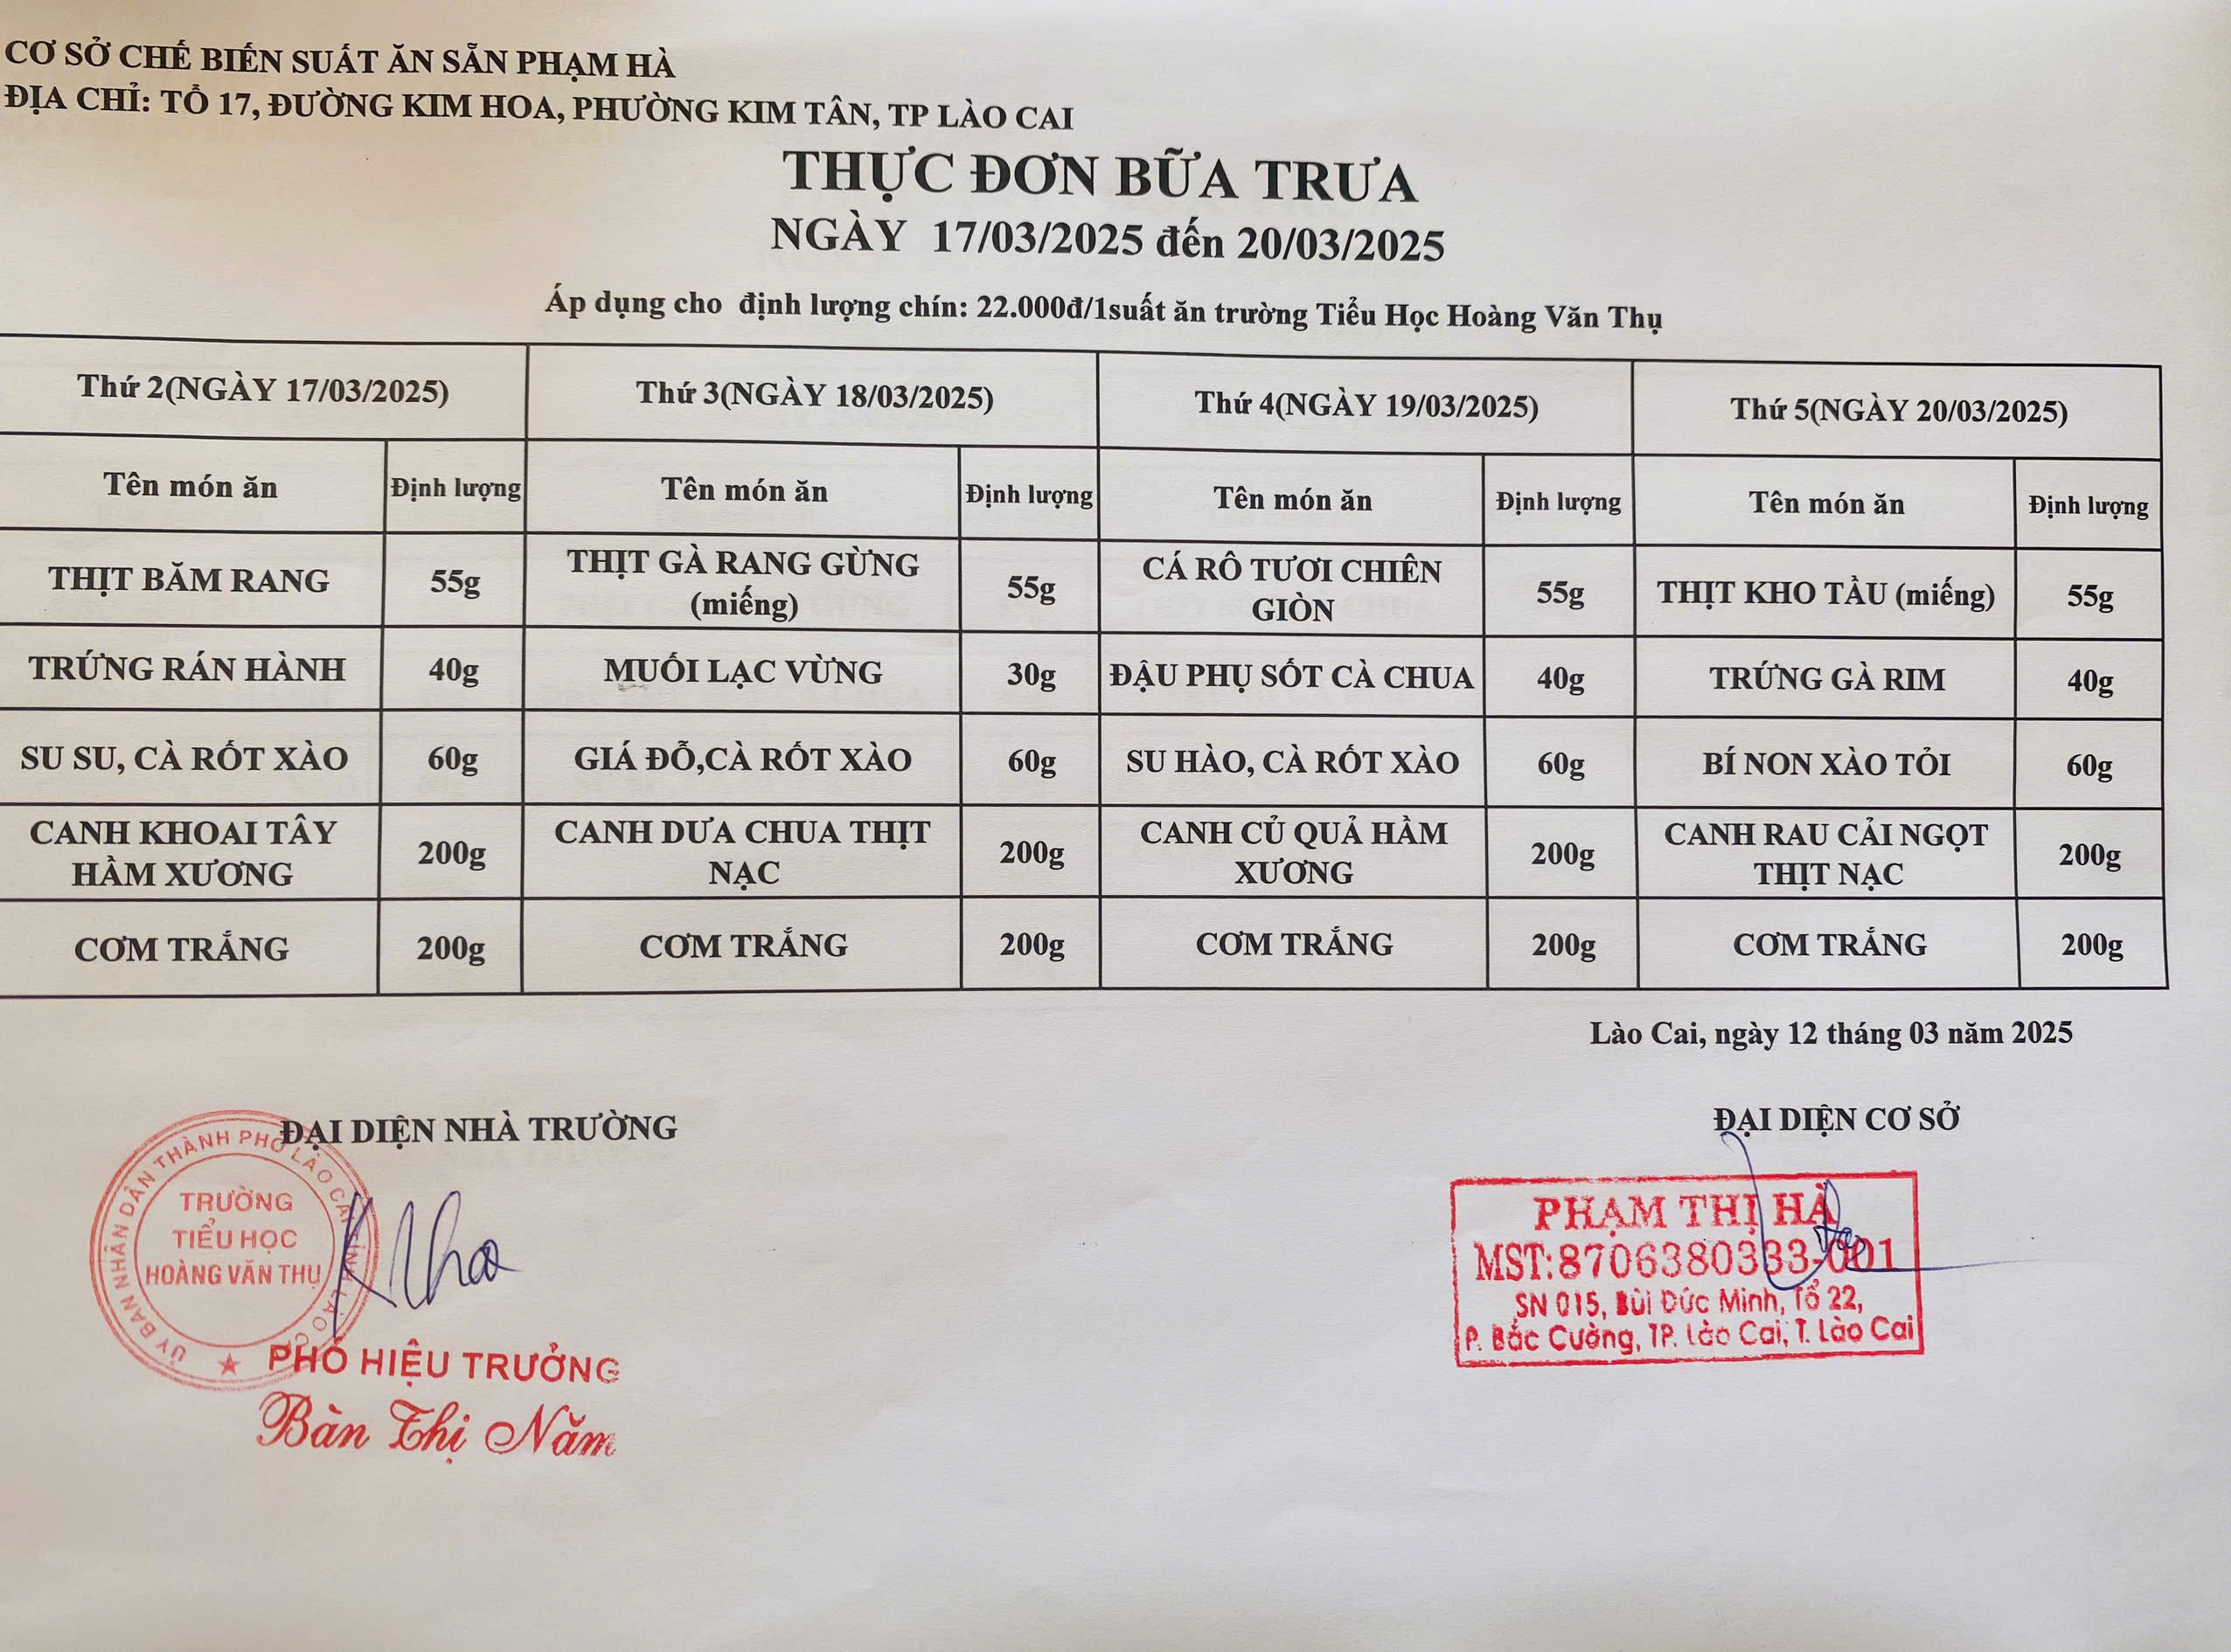 CƠ SỞ CHẾ BIẾN SUẤT ĂN SẴN PHẠM HÀ
ĐỊA CHỈ: TỔ 17, ĐƯỜNG KIM HOA, PHƯỜNG KIM TÂN, TP LÀO CAI
THỰC ĐƠN BỮA TRƯA
NGÀY 17/03/2025 đến 20/03/2025
Áp dụng cho định lượng chín: 22.000đ/1suất ăn trường Tiểu Học Hoàng Văn Thụ
Thứ 2(NGÀY 17/03/2025) Thứ 3(NGÀY 18/03/2025) Thứ 4(NGÀY 19/03/2025) Thứ 5(NGÀY 20/03/2025)
Tên món ăn Định lượng Tên món ăn Định lượng Tên món ăn Định lượng Tên món ăn Định lượng
THỊT BĂM RANG 55g THỊT GÀ RANG GỪNG (miếng) 55g CÁ RÔ TƯƠI CHIÊN GIÒN 55g THỊT KHO TẦU (miếng) 55g
TRỨNG RÁN HÀNH 40g MUỐI LẠC VỪNG 30g ĐẬU PHỤ SỐT CÀ CHUA 40g TRỨNG GÀ RIM 40g
SU SU, CÀ RỐT XÀO 60g GIÁ ĐỖ,CÀ RỐT XÀO 60g SU HÀO, CÀ RỐT XÀO 60g BÍ NON XÀO TỎI 60g
CANH KHOAI TÂY HẦM XƯƠNG 200g CANH DƯA CHUA THỊT NẠC 200g CANH CỦ QUẢ HẦM XƯƠNG 200g CANH RAU CẢI NGỌT THỊT NẠC 200g
CƠM TRẮNG 200g CƠM TRẮNG 200g CƠM TRẮNG 200g CƠM TRẮNG 200g
Lào Cai, ngày 12 tháng 03 năm 2025
ĐẠI DIỆN NHÀ TRƯỜNG
ỦY BAN NHÂN DÂN THÀNH PHỐ LÀO CAI TỈNH LÀO CAI
TRƯỜNG
TIỂU HỌC
HOÀNG VĂN THỤ
PHÓ HIỆU TRƯỞNG
Bàn Thị Năm
ĐẠI DIỆN CƠ SỞ
PHẠM THỊ HÀ
MST:8706380333-001
SN 015, Bùi Đức Minh, Tổ 22,
P. Bắc Cường, TP. Lào Cai, T. Lào Cai